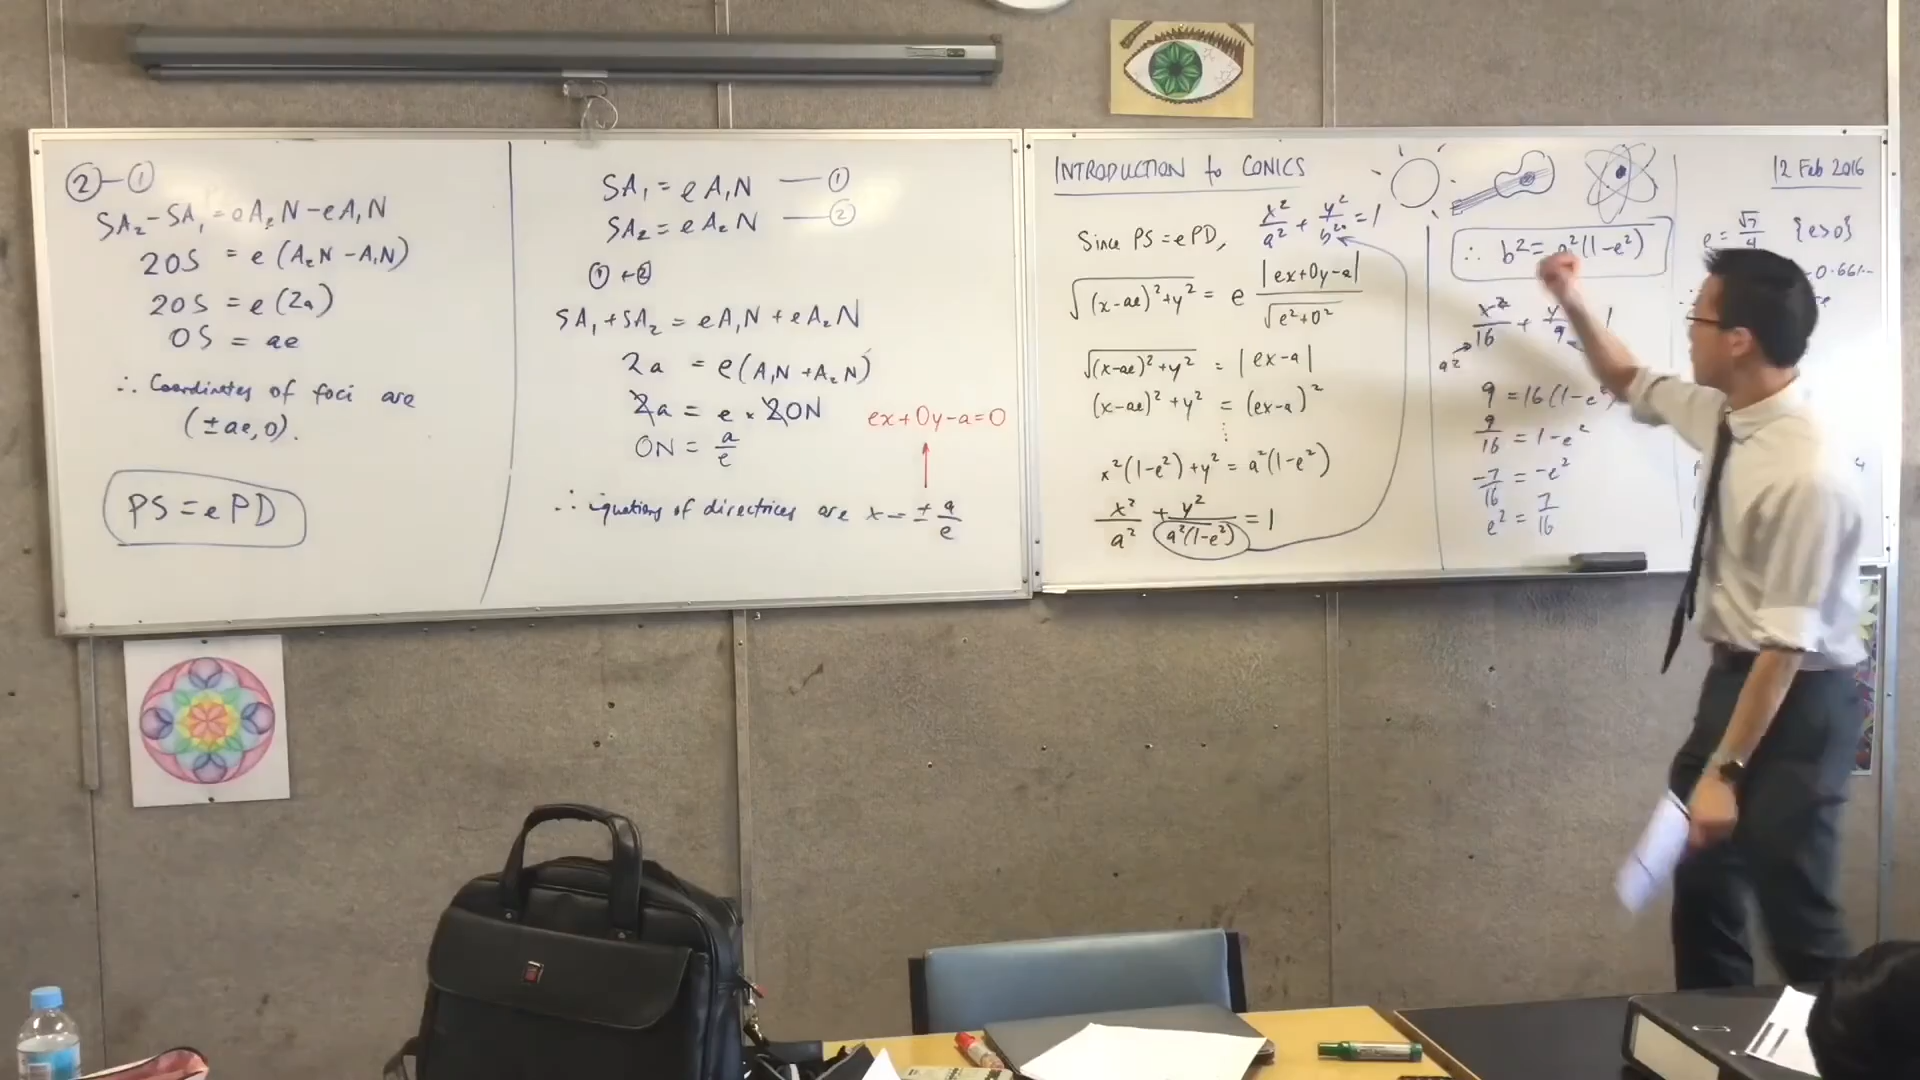 ② — ①
SA₂ - SA₁ = eA₂N - eA₁N
2OS = e(A₂N - A₁N)
2OS = e(2a)
OS = ae
∴ Coordinates of foci are
(±ae, 0).
PS = ePD
SA₁ = eA₁N — ①
SA₂ = eA₂N — ②
① + ②
SA₁ + SA₂ = eA₁N + eA₂N
2a = e(A₁N + A₂N)
2a = e × 2ON
ON = a/e
ex+0y-a=0
∴ equations of directrices are x = ± a/e
INTRODUCTION to CONICS
Since PS = ePD,
x²/a² + y²/b² = 1
√((x-ae)²+y²) = e |ex+0y-a|/√(e²+0²)
√((x-ae)²+y²) = |ex-a|
(x-ae)²+y² = (ex-a)²
⋮
x²(1-e²)+y² = a²(1-e²)
x²/a² + y²/(a²(1-e²)) = 1
∴ b² = a²(1-e²)
x²/16 + y/9 1
a²
9 = 16(1-e²
9/16 = 1-e²
-7/16 = -e²
e² = 7/16
12 Feb 2016
e = √7/4 {e>0}
0.661...